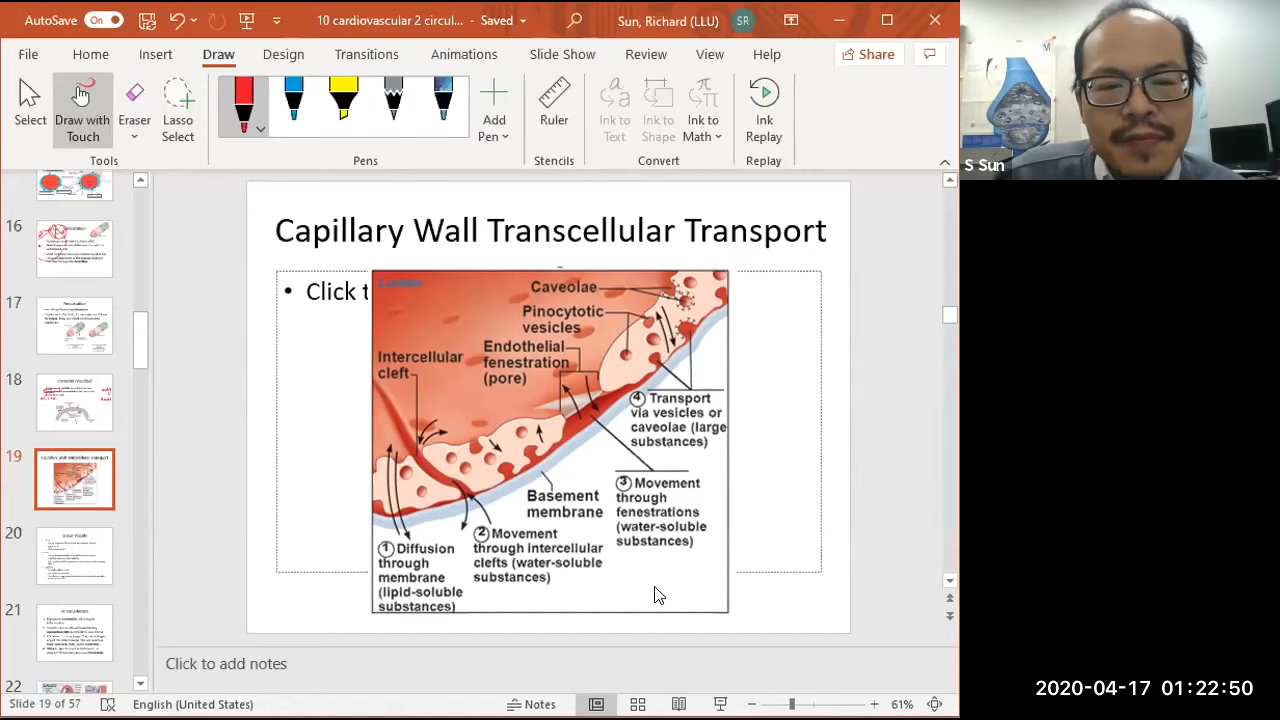 AutoSave On 10 cardiovascular 2 circul... - Saved Sun, Richard (LLU) SR
File Home Insert Draw Design Transitions Animations Slide Show Review View Help Share
Select
Draw with
Touch
Eraser
Lasso
Select
Add
Pen
Ruler
Ink to
Text
Ink to
Shape
Ink to
Math
Ink
Replay
Tools Pens Stencils Convert Replay
S Sun
16
17
18
19
20
21
22
Capillary Wall Transcellular Transport
• Click t
Lumen
Caveolae
Pinocytotic
vesicles
Endothelial
fenestration
(pore)
Intercellular
cleft
4 Transport
via vesicles or
caveolae (large
substances)
3 Movement
through
fenestrations
(water-soluble
substances)
Basement
membrane
2 Movement
through intercellular
lefts (water-soluble
substances)
1 Diffusion
through
membrane
(lipid-soluble
substances)
Click to add notes
Slide 19 of 57 English (United States) Notes 61%
2020-04-17 01:22:50